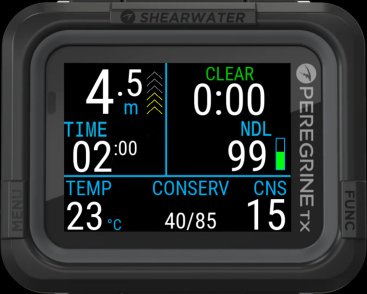 SHEARWATER
4.5 m
CLEAR
0:00
TIME
02:00
NDL
99
TEMP
23 °C
CONSERV
40/85
CNS
15
PEREGRINE TX
MENU
FUNC